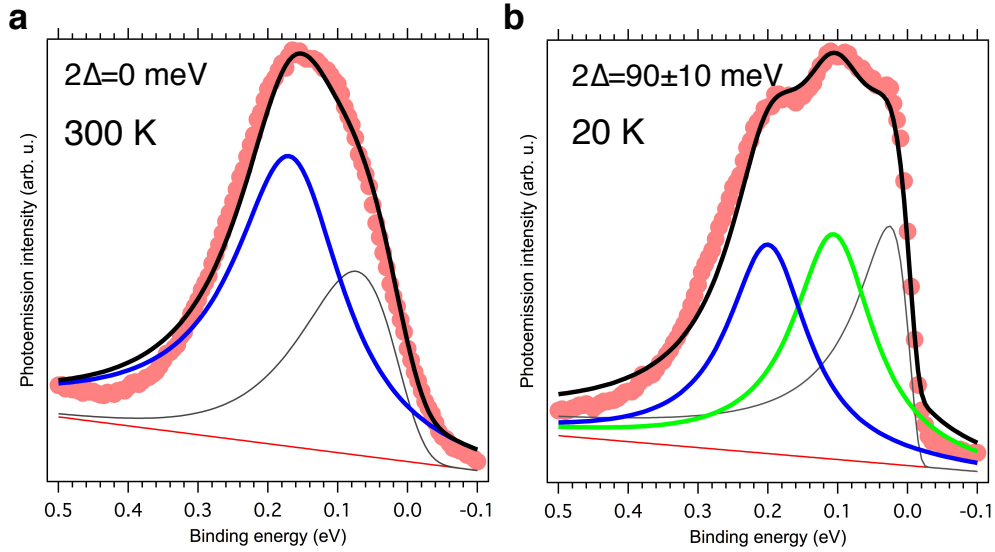 a
2Δ=0 meV
300 K
Photoemission intensity (arb. u.)
0.5 0.4 0.3 0.2 0.1 0.0 -0.1
Binding energy (eV)
b
2Δ=90±10 meV
20 K
Photoemission intensity (arb. u.)
0.5 0.4 0.3 0.2 0.1 0.0 -0.1
Binding energy (eV)